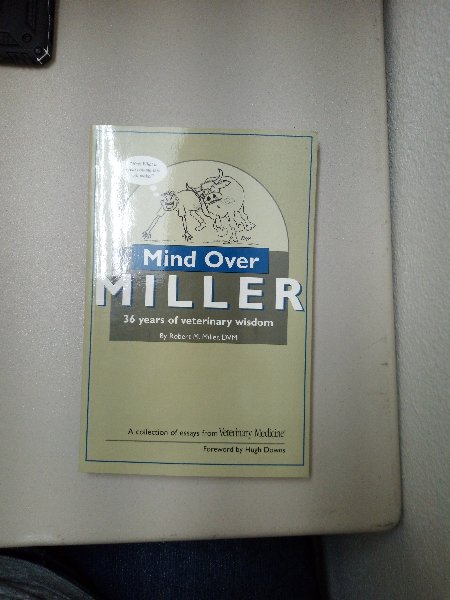 Mind Over
MILLER
36 years of veterinary wisdom
By Robert M. Miller, DVM
A collection of essays from Veterinary Medicine®
Foreword by Hugh Downs